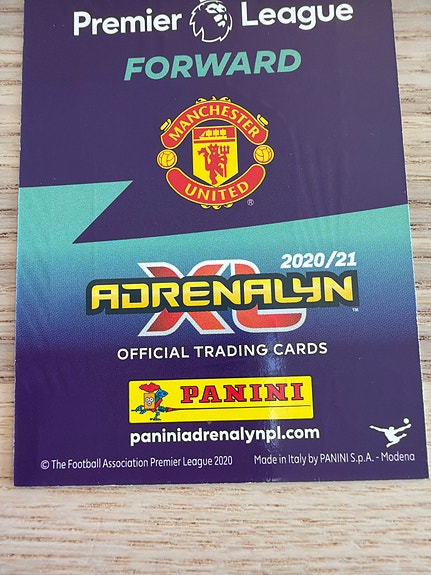 Premier League
FORWARD
MANCHESTER
UNITED
®
2020/21
ADRENALYN XL™
OFFICIAL TRADING CARDS
PANINI
paniniadrenalynpl.com
© The Football Association Premier League 2020 Made in Italy by PANINI S.p.A. - Modena